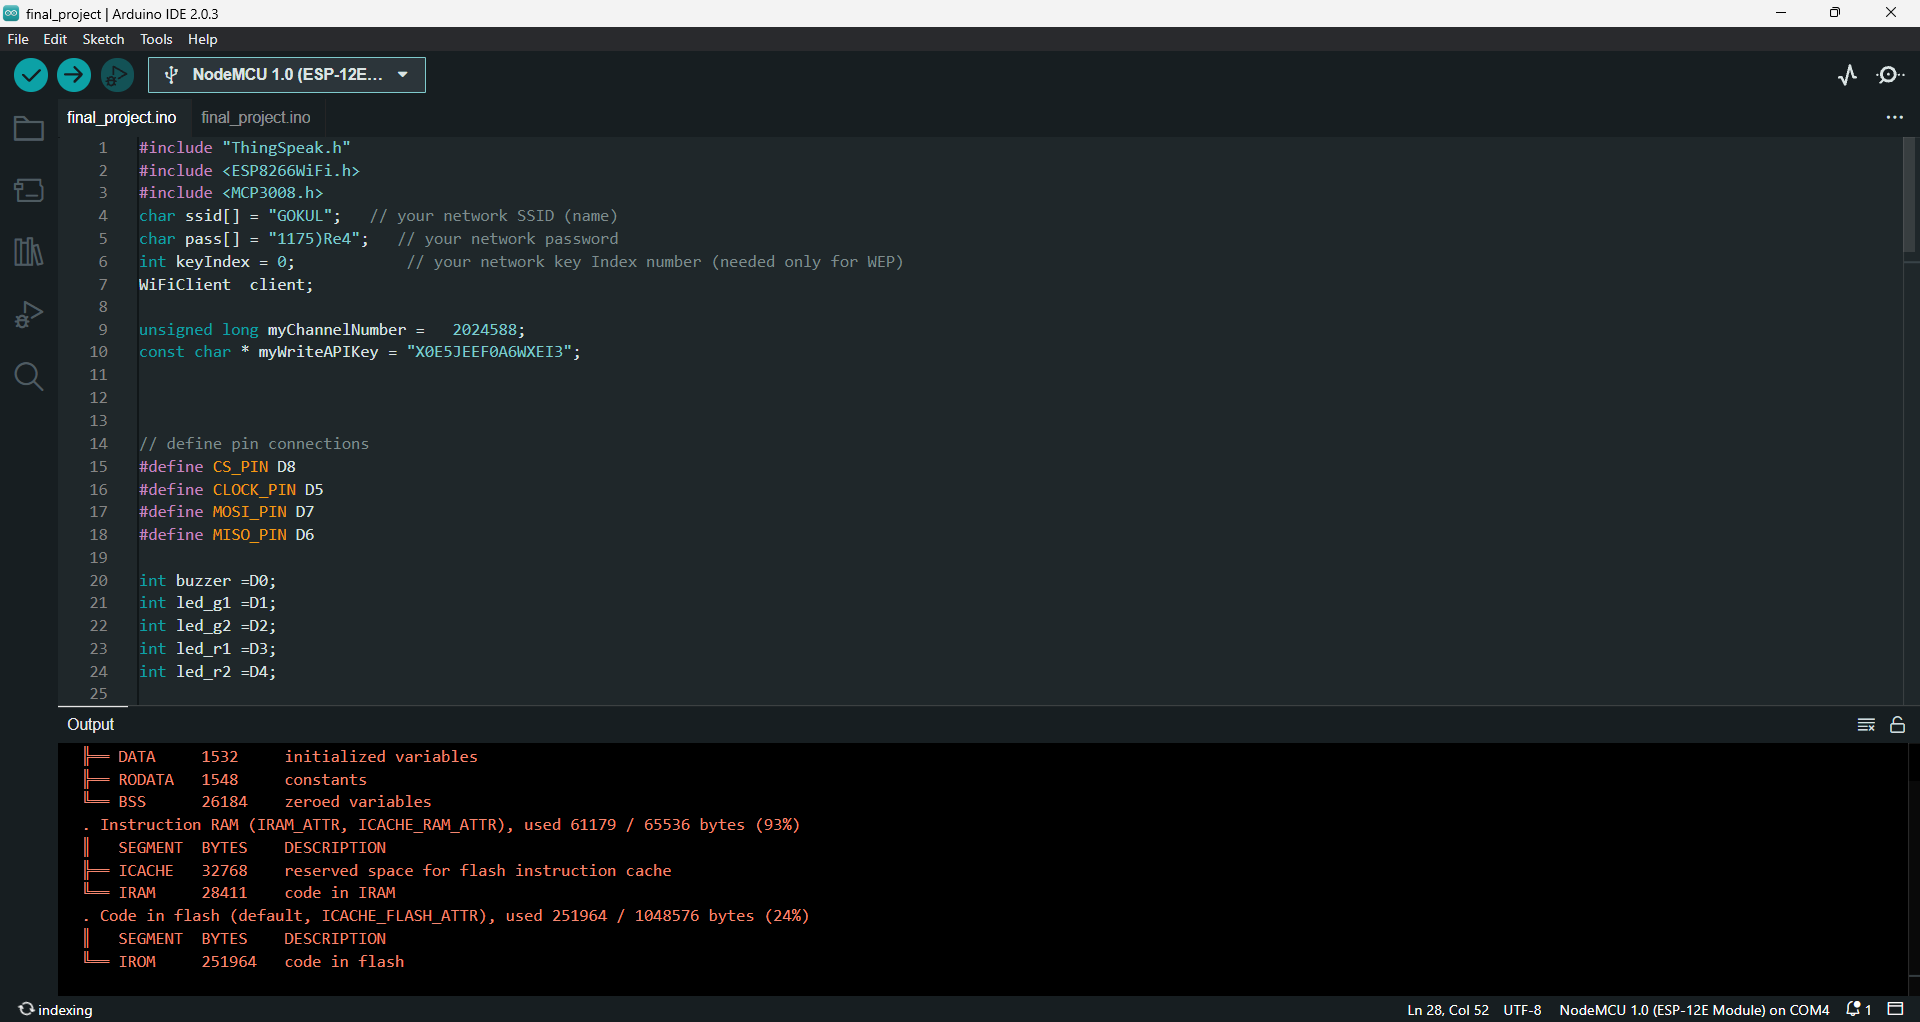 final_project | Arduino IDE 2.0.3
File Edit Sketch Tools Help
NodeMCU 1.0 (ESP-12E...
final_project.ino final_project.ino
1 #include "ThingSpeak.h"
2 #include <ESP8266WiFi.h>
3 #include <MCP3008.h>
4 char ssid[] = "GOKUL"; // your network SSID (name)
5 char pass[] = "1175)Re4"; // your network password
6 int keyIndex = 0; // your network key Index number (needed only for WEP)
7 WiFiClient client;
8
9 unsigned long myChannelNumber = 2024588;
10 const char * myWriteAPIKey = "X0E5JEEF0A6WXEI3";
11
12
13
14 // define pin connections
15 #define CS_PIN D8
16 #define CLOCK_PIN D5
17 #define MOSI_PIN D7
18 #define MISO_PIN D6
19
20 int buzzer =D0;
21 int led_g1 =D1;
22 int led_g2 =D2;
23 int led_r1 =D3;
24 int led_r2 =D4;
25
Output
╠══ DATA 1532 initialized variables
╠══ RODATA 1548 constants
╚══ BSS 26184 zeroed variables
. Instruction RAM (IRAM_ATTR, ICACHE_RAM_ATTR), used 61179 / 65536 bytes (93%)
║ SEGMENT BYTES DESCRIPTION
╠══ ICACHE 32768 reserved space for flash instruction cache
╚══ IRAM 28411 code in IRAM
. Code in flash (default, ICACHE_FLASH_ATTR), used 251964 / 1048576 bytes (24%)
║ SEGMENT BYTES DESCRIPTION
╚══ IROM 251964 code in flash
indexing Ln 28, Col 52 UTF-8 NodeMCU 1.0 (ESP-12E Module) on COM4 1